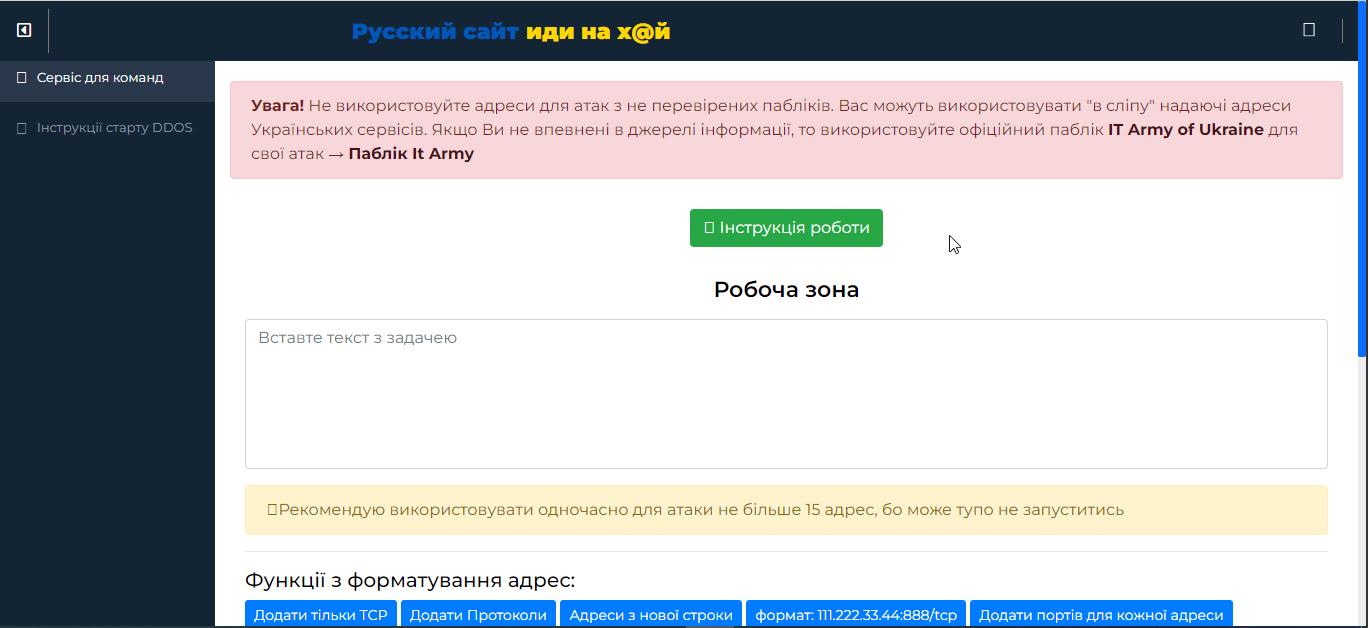 Русский сайт иди на х@й
Сервіс для команд
Інструкції старту DDOS
Увага! Не використовуйте адреси для атак з не перевірених пабліків. Вас можуть використовувати "в сліпу" надаючі адреси
Українських сервісів. Якщо Ви не впевнені в джерелі інформації, то використовуйте офіційний паблік IT Army of Ukraine для
свої атак → Паблік It Army
Інструкція роботи
Робоча зона
Вставте текст з задачею
Рекомендую використовувати одночасно для атаки не більше 15 адрес, бо може тупо не запуститись
Функції з форматування адрес:
Додати тільки TCP Додати Протоколи Адреси з нової строки формат: 111.222.33.44:888/tcp Додати портів для кожної адреси